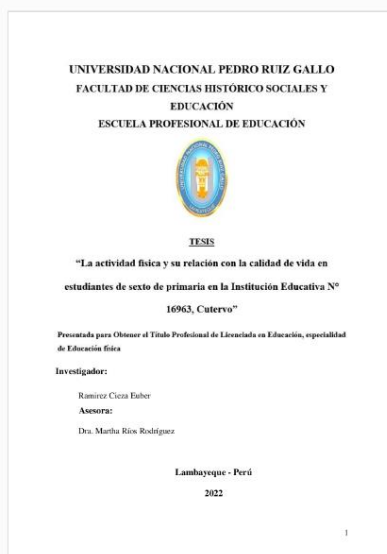 UNIVERSIDAD NACIONAL PEDRO RUIZ GALLO
FACULTAD DE CIENCIAS HISTÓRICO SOCIALES Y
EDUCACIÓN
ESCUELA PROFESIONAL DE EDUCACIÓN
TESIS
“La actividad física y su relación con la calidad de vida en
estudiantes de sexto de primaria en la Institución Educativa N°
16963, Cutervo”
Presentada para Obtener el Título Profesional de Licenciada en Educación, especialidad
de Educación física
Investigador:
Ramirez Cieza Euber
Asesora:
Dra. Martha Ríos Rodríguez
Lambayeque - Perú
2022
1